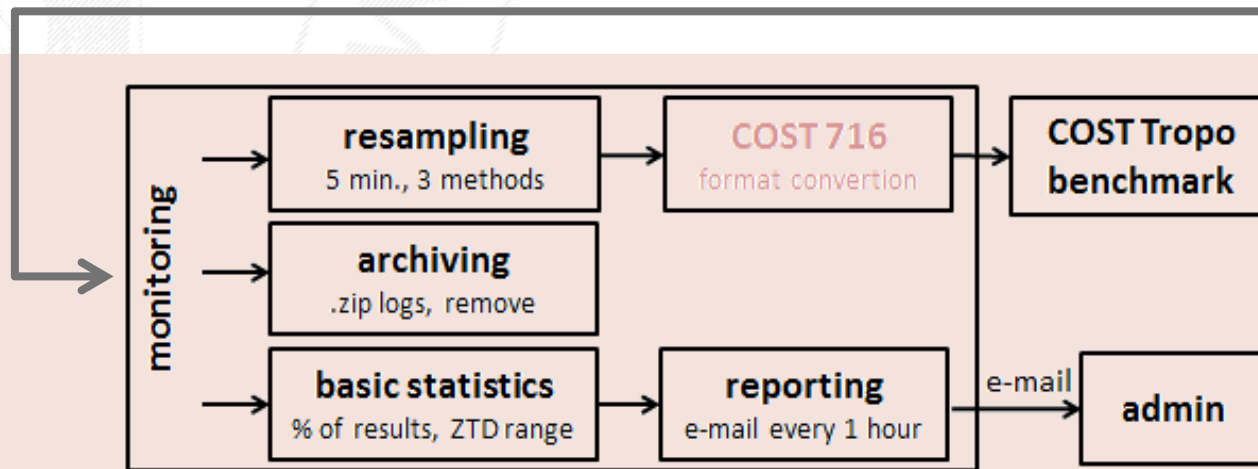 monitoring
resampling
5 min., 3 methods
COST 716
format convertion
COST Tropo
benchmark
archiving
.zip logs, remove
basic statistics
% of results, ZTD range
reporting
e-mail every 1 hour
e-mail
admin